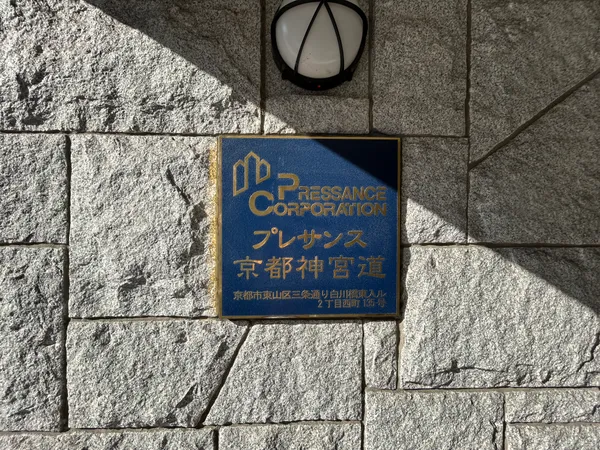 PRESSANCE
CORPORATION
プレサンス
京都神宮道
京都市東山区三条通り白川橋東入ル
2丁目西町135号